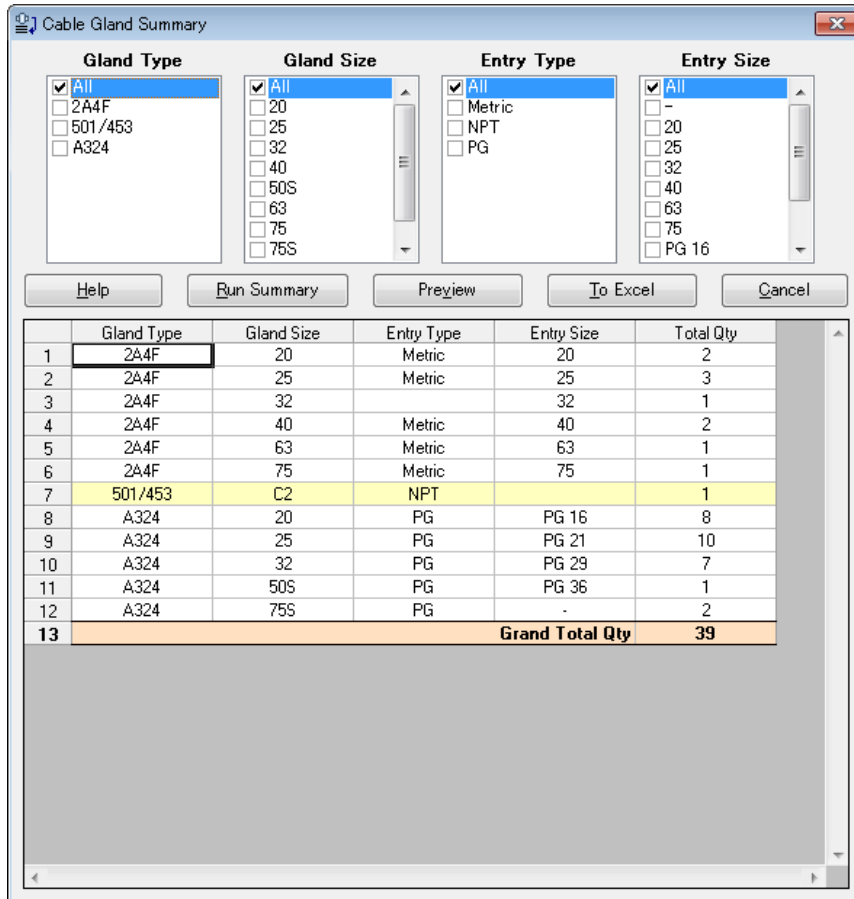 Cable Gland Summary
Gland Type Gland Size Entry Type Entry Size
All All All All
2A4F 20 Metric -
501/453 25 NPT 20
A324 32 PG 25
40 32
50S 40
63 63
75 75
75S PG 16
Help Run Summary Preview To Excel Cancel
Gland Type Gland Size Entry Type Entry Size Total Qty
1 2A4F 20 Metric 20 2
2 2A4F 25 Metric 25 3
3 2A4F 32 32 1
4 2A4F 40 Metric 40 2
5 2A4F 63 Metric 63 1
6 2A4F 75 Metric 75 1
7 501/453 C2 NPT 1
8 A324 20 PG PG 16 8
9 A324 25 PG PG 21 10
10 A324 32 PG PG 29 7
11 A324 50S PG PG 36 1
12 A324 75S PG - 2
13 Grand Total Qty 39